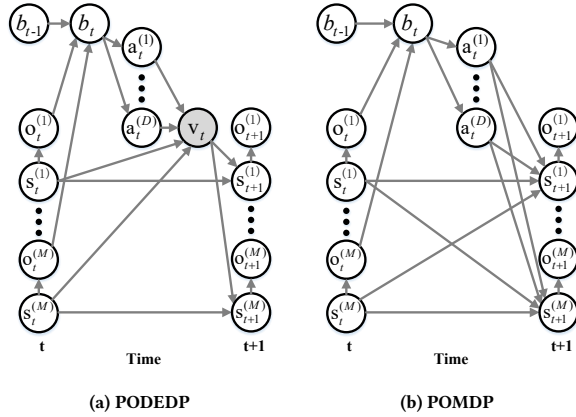 b_{t-1} b_t a_t^{(1)} b_{t-1} b_t a_t^{(1)}
o_t^{(1)} a_t^{(D)} v_t o_{t+1}^{(1)} o_t^{(1)} a_t^{(D)} o_{t+1}^{(1)}
s_t^{(1)} s_{t+1}^{(1)} s_t^{(1)} s_{t+1}^{(1)}
o_t^{(M)} o_{t+1}^{(M)} o_t^{(M)} o_{t+1}^{(M)}
s_t^{(M)} s_{t+1}^{(M)} s_t^{(M)} s_{t+1}^{(M)}
t Time t+1 t Time t+1
(a) PODEDP (b) POMDP